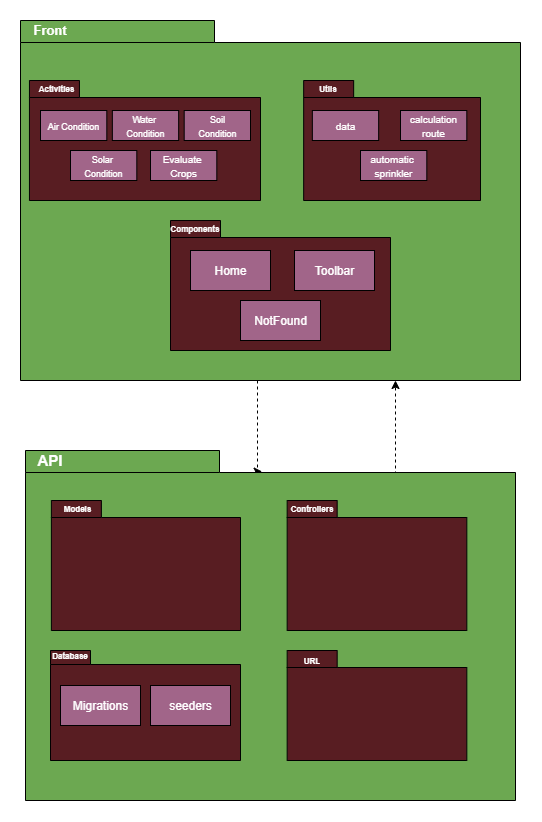 Front
Activities
Air Condition
Water
Condition
Soil
Condition
Solar
Condition
Evaluate
Crops
Utils
data
calculation
route
automatic
sprinkler
Components
Home
Toolbar
NotFound
API
Models
Controllers
Database
Migrations
seeders
URL